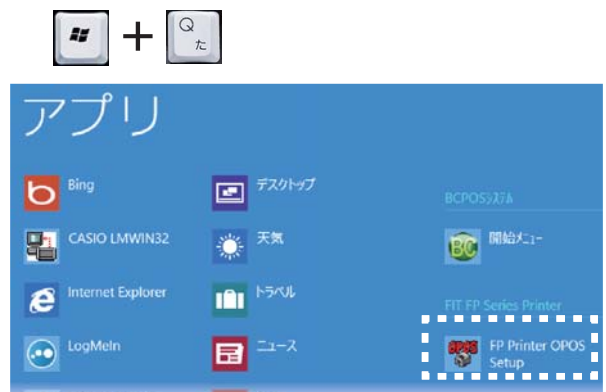 +
Q
た
アプリ
Bing
デスクトップ
BCPOSシステム
CASIO LMWIN32
天気
BC
開始メニュー
Internet Explorer
トラベル
FIT FP Series Printer
LogMeIn
ニュース
OPOS
FP Printer OPOS
Setup